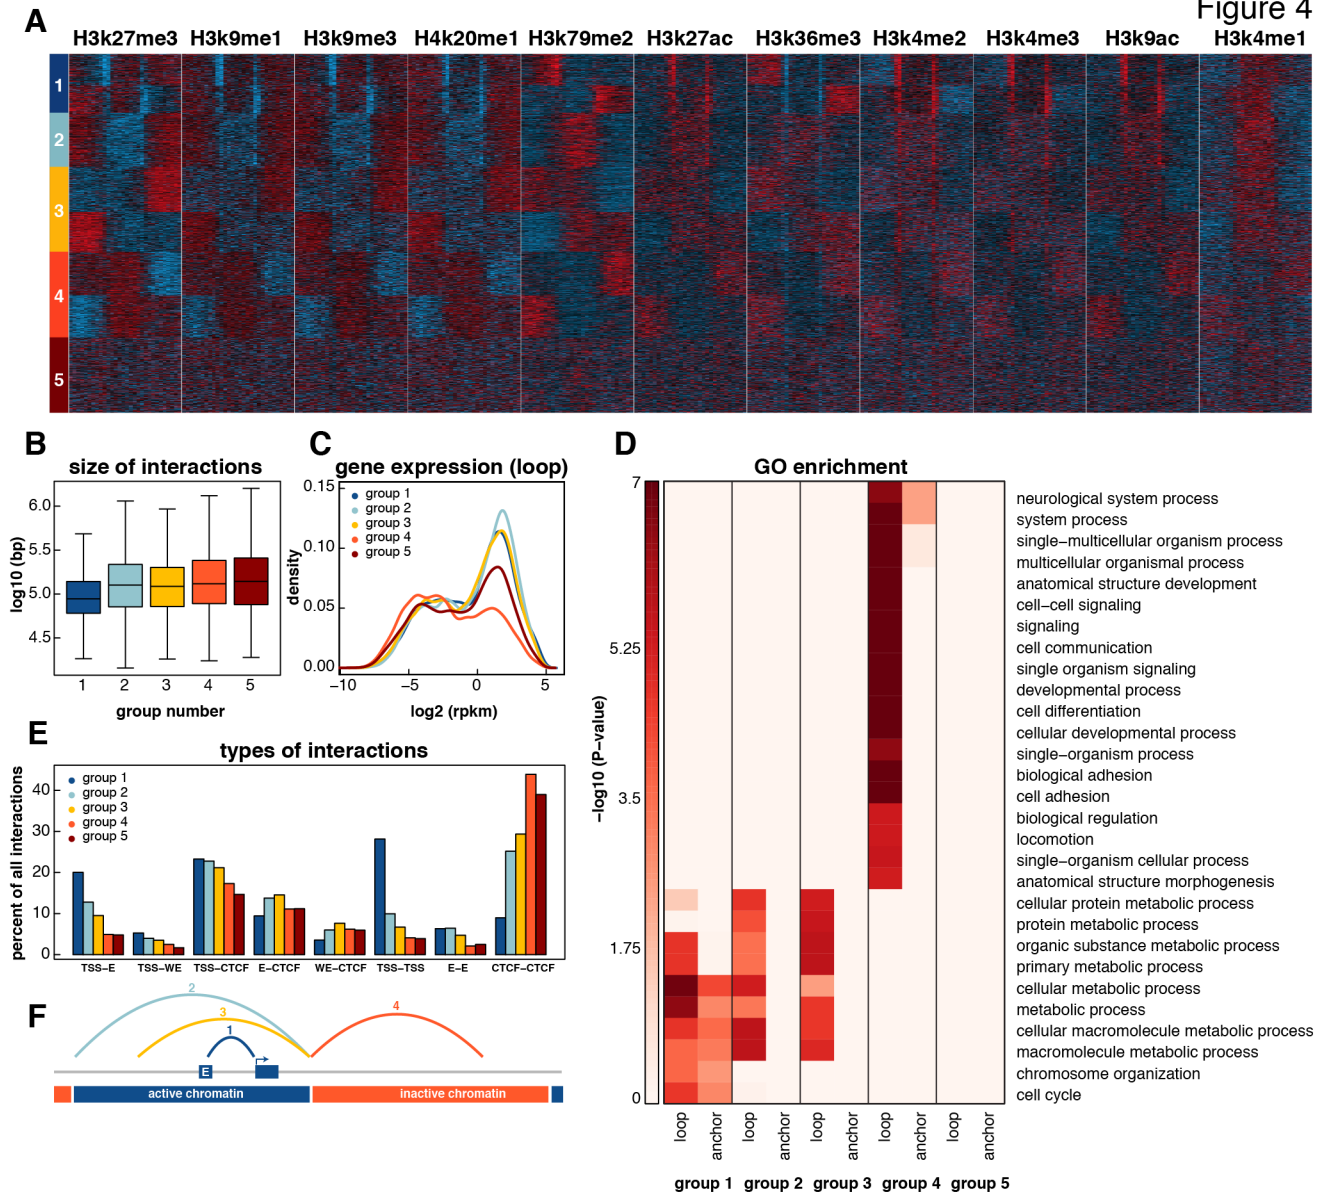 Figure 4
A
H3k27me3 H3k9me1 H3k9me3 H4k20me1 H3k79me2 H3k27ac H3k36me3 H3k4me2 H3k4me3 H3k9ac H3k4me1
1
2
3
4
5
B
size of interactions
log10 (bp)
6.0
5.5
5.0
4.5
1 2 3 4 5
group number
C
gene expression (loop)
density
0.15
0.10
0.05
0.00
group 1
group 2
group 3
group 4
group 5
−10 −5 0 5
log2 (rpkm)
D
GO enrichment
−log10 (P−value)
7
5.25
3.5
1.75
0
neurological system process
system process
single−multicellular organism process
multicellular organismal process
anatomical structure development
cell−cell signaling
signaling
cell communication
single organism signaling
developmental process
cell differentiation
cellular developmental process
single−organism process
biological adhesion
cell adhesion
biological regulation
locomotion
single−organism cellular process
anatomical structure morphogenesis
cellular protein metabolic process
protein metabolic process
organic substance metabolic process
primary metabolic process
cellular metabolic process
metabolic process
cellular macromolecule metabolic process
macromolecule metabolic process
chromosome organization
cell cycle
loop anchor loop anchor loop anchor loop anchor loop anchor
group 1 group 2 group 3 group 4 group 5
E
types of interactions
percent of all interactions
40
30
20
10
0
group 1
group 2
group 3
group 4
group 5
TSS−E TSS−WE TSS−CTCF E−CTCF WE−CTCF TSS−TSS E−E CTCF−CTCF
F
2
3
1
4
E
active chromatin inactive chromatin